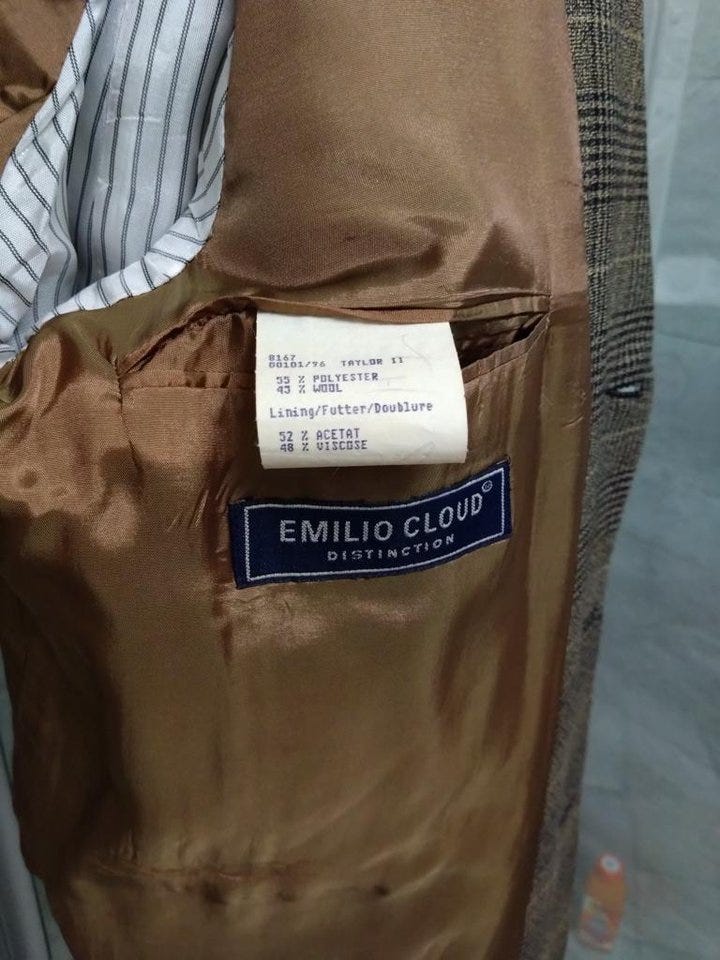 8167
00101/96 TAYLOR II
55 % POLYESTER
45 % WOOL
Lining/Futter/Doublure
52 % ACETAT
48 % VISCOSE
EMILIO CLOUD®
DISTINCTION